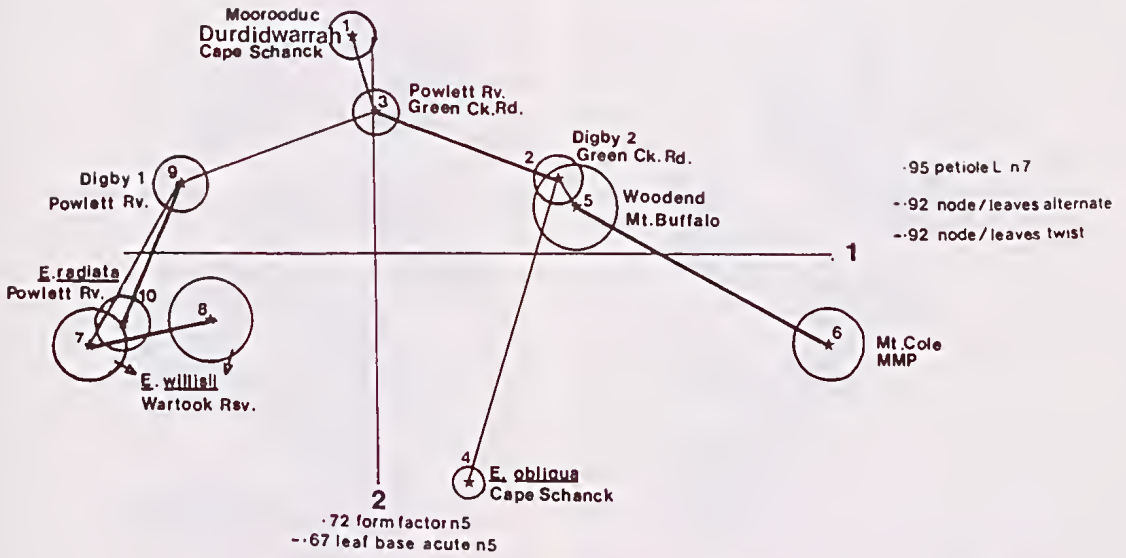 Moorooduc
Durdidwarrah
Cape Schanck
1
Powlett Rv.
Green Ck.Rd.
3
Digby 2
Green Ck. Rd.
2
Woodend
Mt.Buffalo
5
Digby 1
Powlett Rv.
9
·95 petiole L n7
-·92 node/leaves alternate
-·92 node/leaves twist
1
E.radiata
Powlett Rv.
10
7
8
E. willisii
Wartook Rsv.
6
Mt.Cole
MMP
4
E. obliqua
Cape Schanck
2
·72 form factor n5
-·67 leaf base acute n5